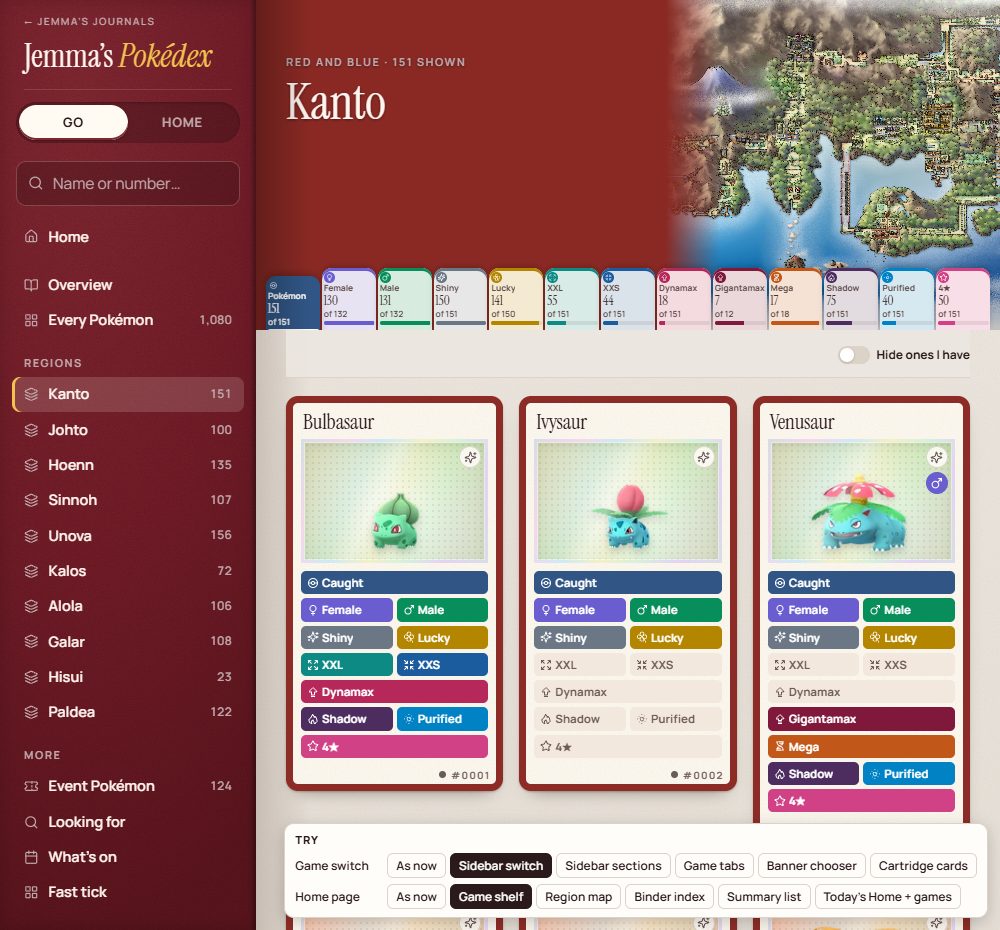 ← JEMMA'S JOURNALS
Jemma's Pokédex
GO HOME
Name or number...
Home
Overview
Every Pokémon 1,080
REGIONS
Kanto 151
Johto 100
Hoenn 135
Sinnoh 107
Unova 156
Kalos 72
Alola 106
Galar 108
Hisui 23
Paldea 122
MORE
Event Pokémon 124
Looking for
What's on
Fast tick
RED AND BLUE · 151 SHOWN
Kanto
Pokémon
151
of 151
Female
130
of 132
Male
131
of 132
Shiny
150
of 151
Lucky
141
of 150
XXL
55
of 151
XXS
44
of 151
Dynamax
18
of 151
Gigantamax
7
of 12
Mega
17
of 18
Shadow
75
of 151
Purified
40
of 151
4★
50
of 151
Hide ones I have
Bulbasaur
Caught
Female Male
Shiny Lucky
XXL XXS
Dynamax
Shadow Purified
4★
#0001
Ivysaur
Caught
Female Male
Shiny Lucky
XXL XXS
Dynamax
Shadow Purified
4★
#0002
Venusaur
Caught
Female Male
Shiny Lucky
XXL XXS
Dynamax
Gigantamax
Mega
Shadow Purified
4★
TRY
Game switch As now Sidebar switch Sidebar sections Game tabs Banner chooser Cartridge cards
Home page As now Game shelf Region map Binder index Summary list Today's Home + games